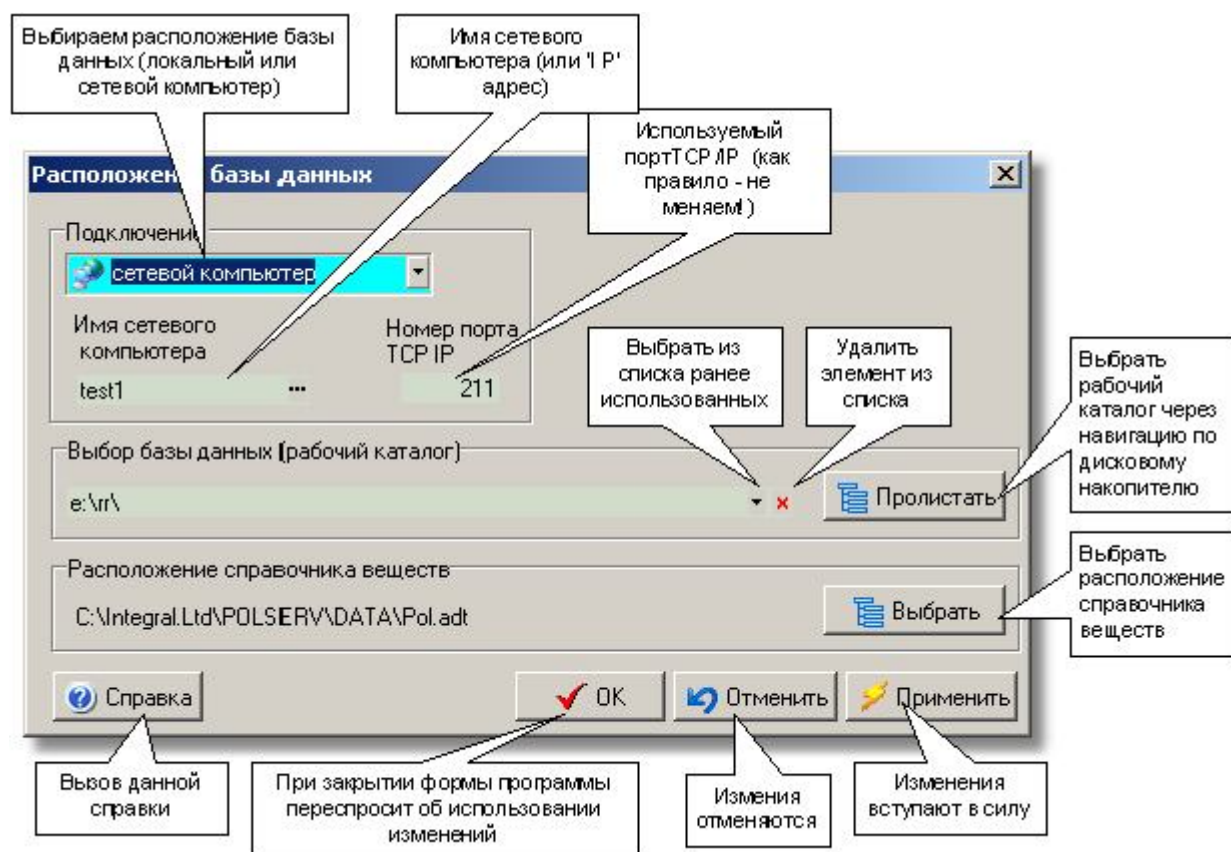 Выбираем расположение базы
данных (локальный или
сетевой компьютер)
Имя сетевого
компьютера (или 'I P'
адрес)
Используемый
портTCP/IP (как
правило - не
меняем!)
базы данных
Подключение
сетевой компьютер
Имя сетевого
компьютера
Номер порта
TCP IP
test1
...
211
Выбрать из
списка ранее
использованных
Удалить
элемент из
списка
Выбрать
рабочий
каталог через
навигацию по
дисковому
накопителю
Выбор базы данных (рабочий каталог)
e:\rr\
Пролистать
Расположение справочника веществ
C:\Integral.Ltd\POLSERV\DATA\Pol.adt
Выбрать
Выбрать
расположение
справочника
веществ
Справка
OK
Отменить
Применить
Вызов данной
справки
При закрытии формы программы
переспросит об использовании
изменений
Измения
отменяются
Изменения
вступают в силу